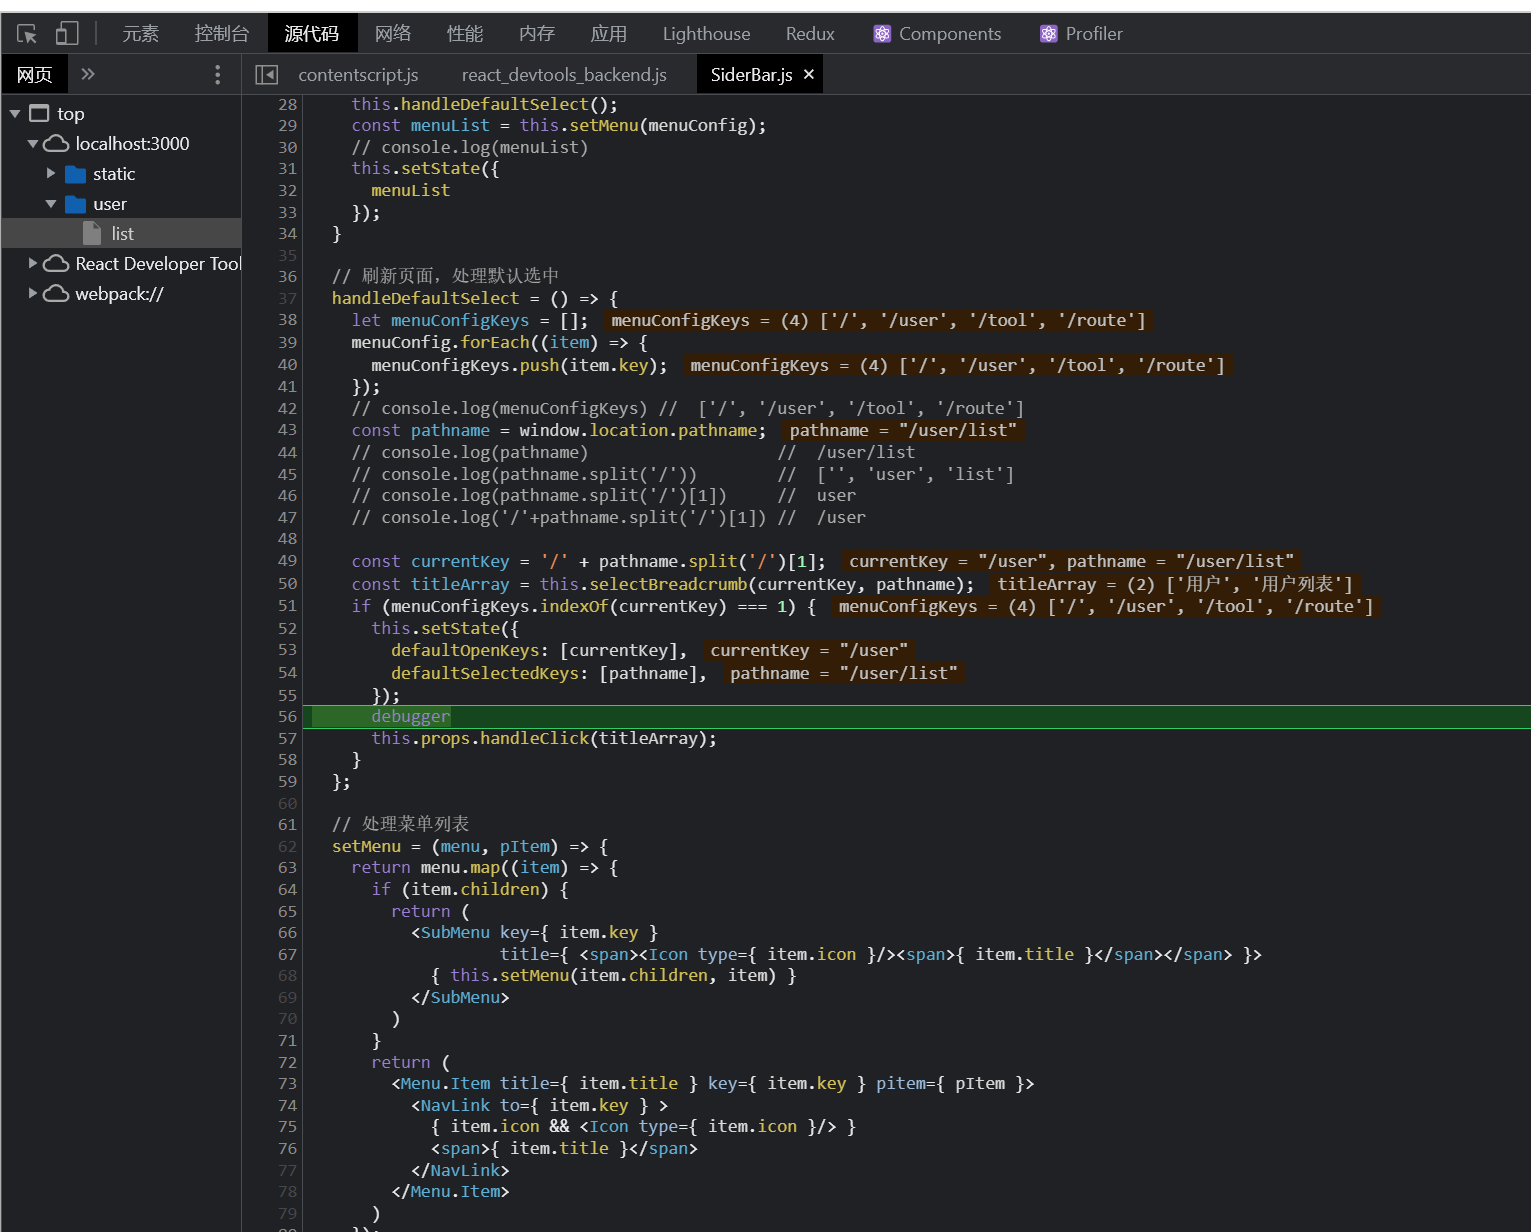 元素 控制台 源代码 网络 性能 内存 应用 Lighthouse Redux Components Profiler
网页 » contentscript.js react_devtools_backend.js SiderBar.js ×
top
localhost:3000
static
user
list
React Developer Tool
webpack://
28 this.handleDefaultSelect();
29 const menuList = this.setMenu(menuConfig);
30 // console.log(menuList)
31 this.setState({
32 menuList
33 });
34 }
35
36 // 刷新页面，处理默认选中
37 handleDefaultSelect = () => {
38 let menuConfigKeys = []; menuConfigKeys = (4) ['/', '/user', '/tool', '/route']
39 menuConfig.forEach((item) => {
40 menuConfigKeys.push(item.key); menuConfigKeys = (4) ['/', '/user', '/tool', '/route']
41 });
42 // console.log(menuConfigKeys) // ['/', '/user', '/tool', '/route']
43 const pathname = window.location.pathname; pathname = "/user/list"
44 // console.log(pathname) // /user/list
45 // console.log(pathname.split('/')) // ['', 'user', 'list']
46 // console.log(pathname.split('/')[1]) // user
47 // console.log('/'+pathname.split('/')[1]) // /user
48
49 const currentKey = '/' + pathname.split('/')[1]; currentKey = "/user", pathname = "/user/list"
50 const titleArray = this.selectBreadcrumb(currentKey, pathname); titleArray = (2) ['用户', '用户列表']
51 if (menuConfigKeys.indexOf(currentKey) === 1) { menuConfigKeys = (4) ['/', '/user', '/tool', '/route']
52 this.setState({
53 defaultOpenKeys: [currentKey], currentKey = "/user"
54 defaultSelectedKeys: [pathname], pathname = "/user/list"
55 });
56 debugger
57 this.props.handleClick(titleArray);
58 }
59 };
60
61 // 处理菜单列表
62 setMenu = (menu, pItem) => {
63 return menu.map((item) => {
64 if (item.children) {
65 return (
66 <SubMenu key={ item.key }
67 title={ <span><Icon type={ item.icon }/><span>{ item.title }</span></span> }>
68 { this.setMenu(item.children, item) }
69 </SubMenu>
70 )
71 }
72 return (
73 <Menu.Item title={ item.title } key={ item.key } pitem={ pItem }>
74 <NavLink to={ item.key } >
75 { item.icon && <Icon type={ item.icon }/> }
76 <span>{ item.title }</span>
77 </NavLink>
78 </Menu.Item>
79 )